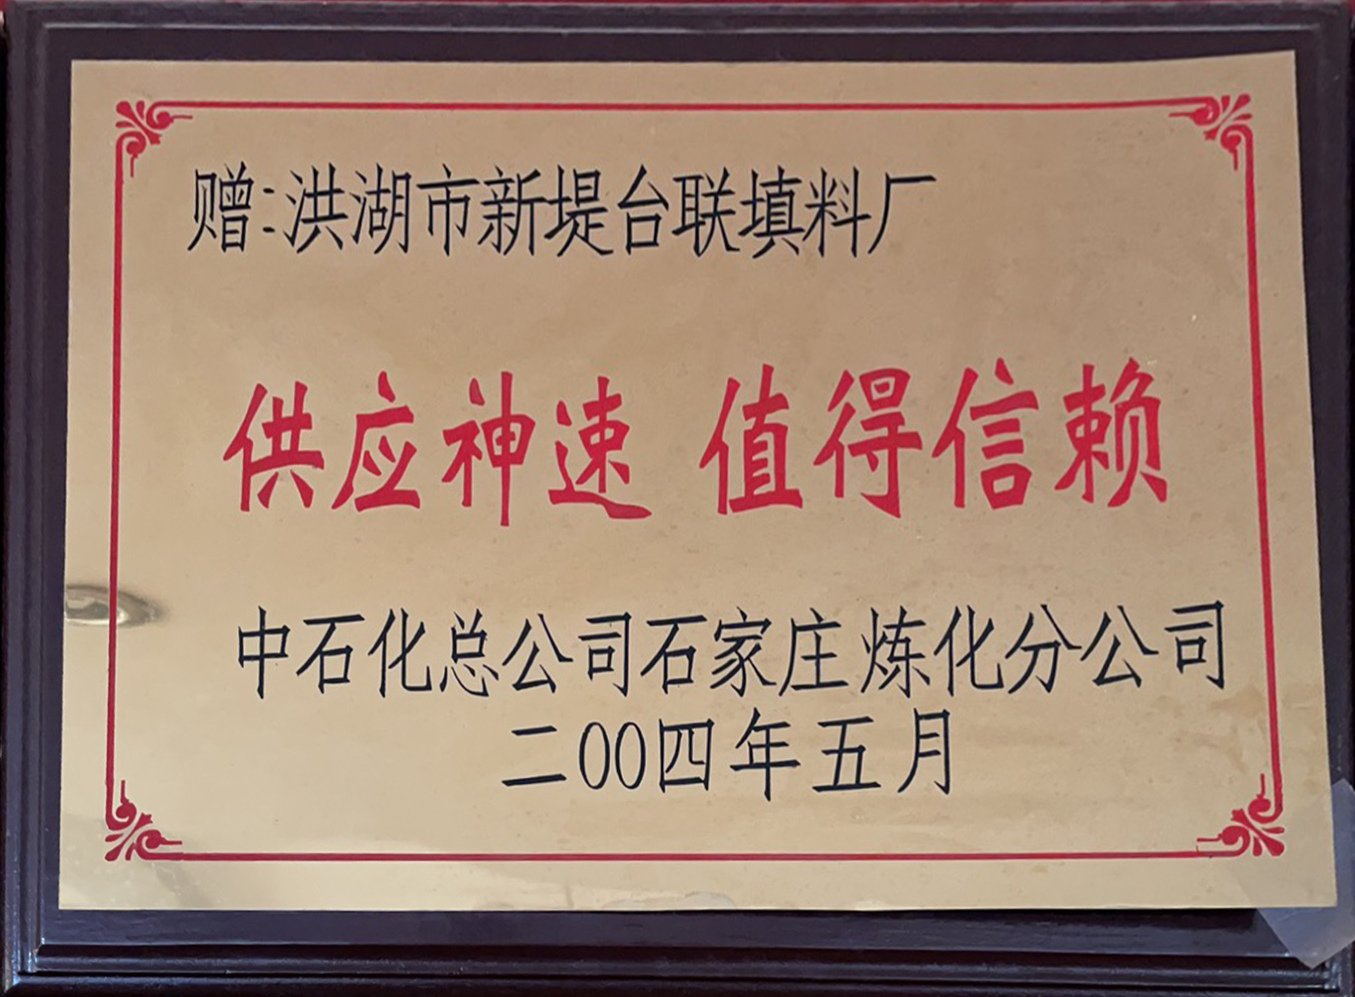 赠:洪湖市新堤台联填料厂
供应神速 值得信赖
中石化总公司石家庄炼化分公司
二00四年五月